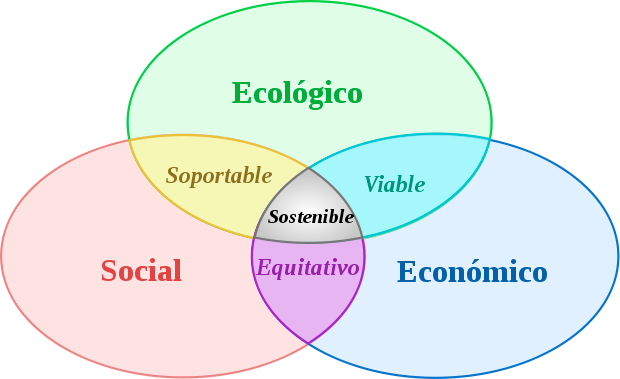 Ecológico
Soportable
Viable
Sostenible
Social
Equitativo
Económico